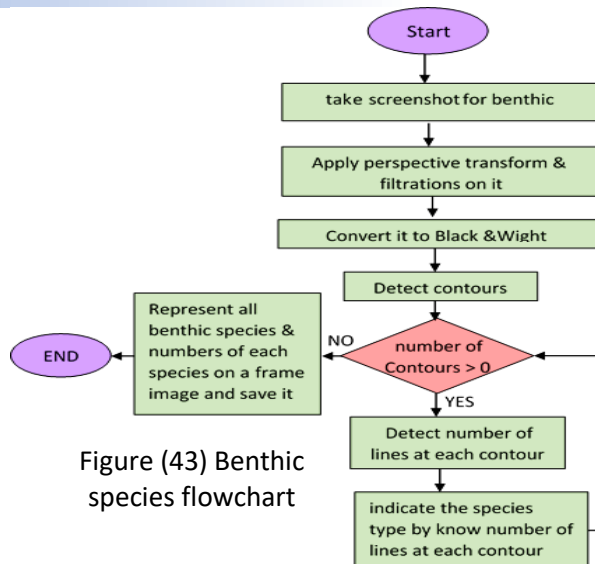 Start
take screenshot for benthic
Apply perspective transform &
filtrations on it
Convert it to Black &Wight
Detect contours
number of
Contours > 0
NO
Represent all
benthic species &
numbers of each
species on a frame
image and save it
END
YES
Detect number of
lines at each contour
indicate the species
type by know number of
lines at each contour
Figure (43) Benthic
species flowchart